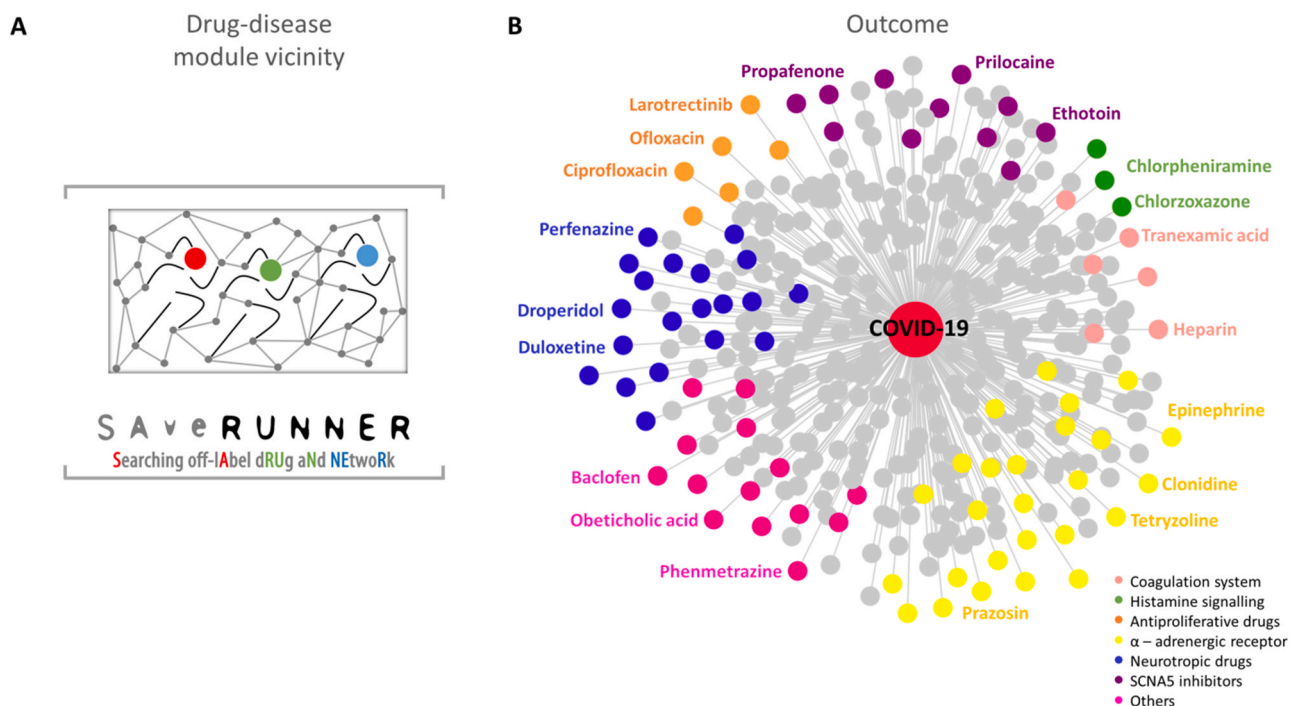 A
Drug-disease
module vicinity
SAveRUNNER
Searching off-lAbel dRUg aNd NEtwoRk
B
Outcome
Propafenone
Prilocaine
Larotrectinib
Ethotoin
Ofloxacin
Ciprofloxacin
Chlorpheniramine
Chlorzoxazone
Perfenazine
Tranexamic acid
Droperidol
COVID-19
Heparin
Duloxetine
Epinephrine
Baclofen
Clonidine
Obeticholic acid
Tetryzoline
Phenmetrazine
Prazosin
Coagulation system
Histamine signalling
Antiproliferative drugs
α – adrenergic receptor
Neurotropic drugs
SCNA5 inhibitors
Others